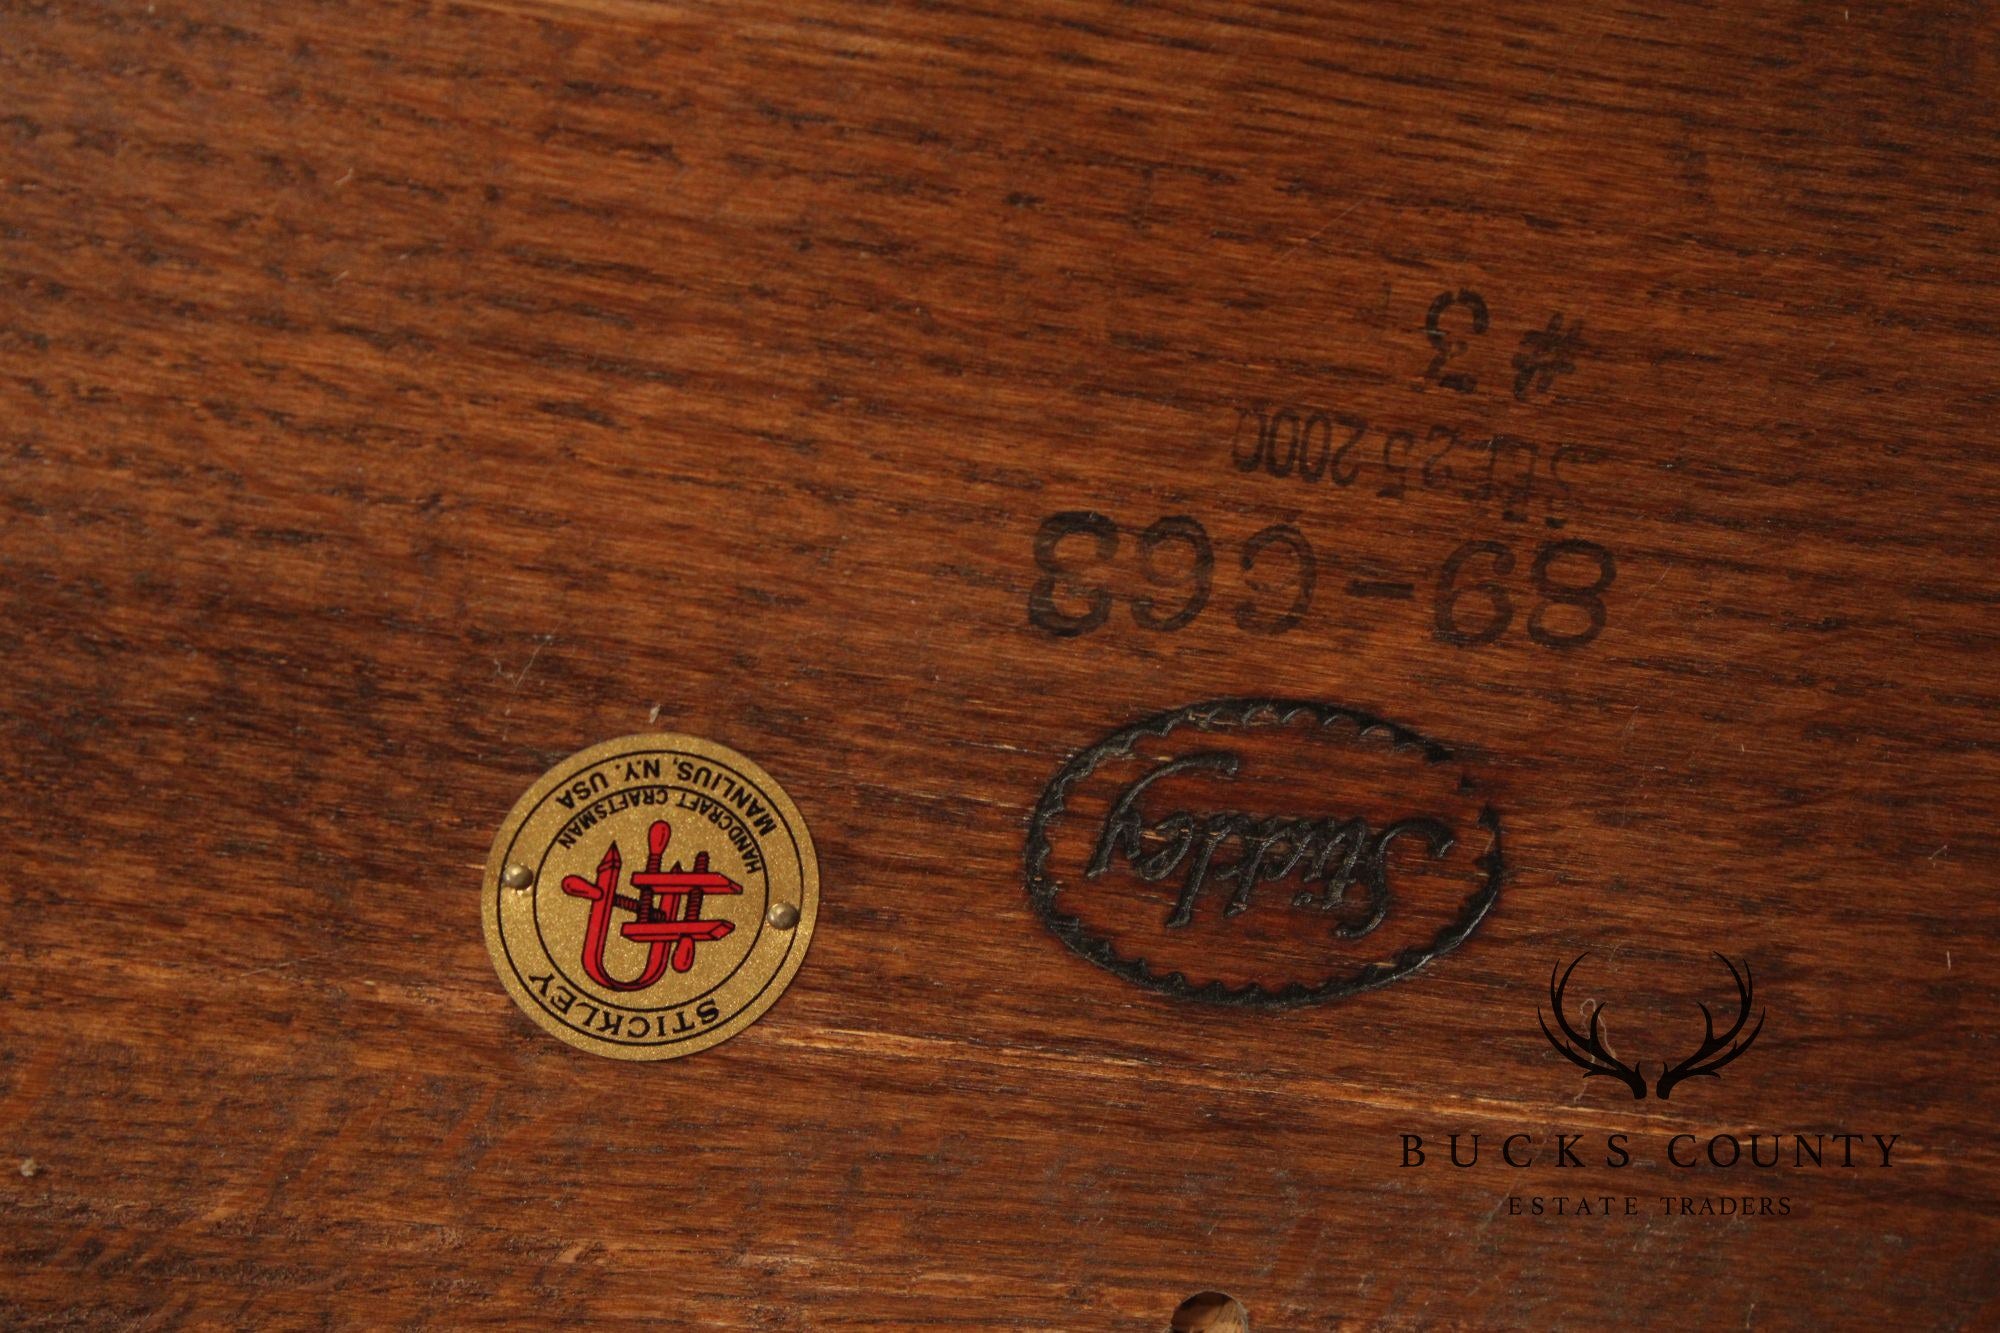 Stickley
89-663
SEP 25 2000
# 3
STICKLEY
HANDCRAFT CRAFTSMAN
MANLIUS, N.Y. USA
BUCKS COUNTY
ESTATE TRADERS